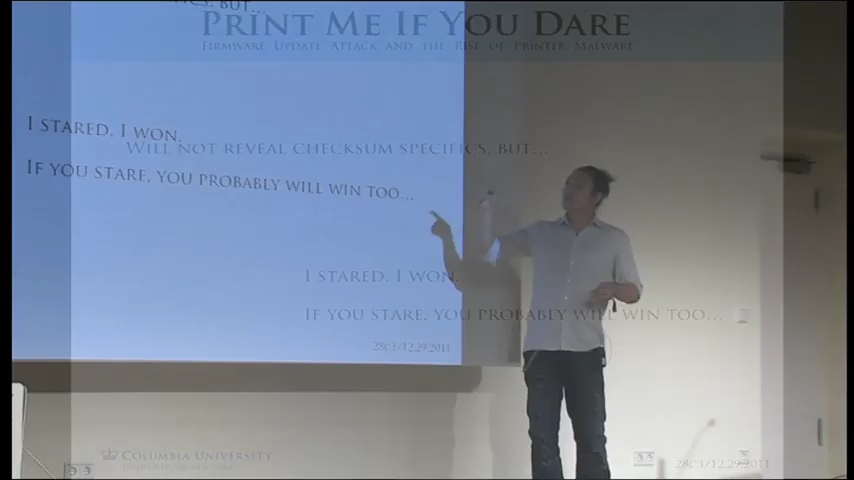 PRINT ME IF YOU DARE
FIRMWARE UPDATE ATTACK AND THE RISE OF PRINTER MALWARE
BUT...
I STARED. I WON.
WILL NOT REVEAL CHECKSUM SPECIFICS, BUT...
IF YOU STARE, YOU PROBABLY WILL WIN TOO...
I STARED. I WON.
IF YOU STARE, YOU PROBABLY WILL WIN TOO...
28C3/12.29.2011
COLUMBIA UNIVERSITY
28C3/12.29.2011